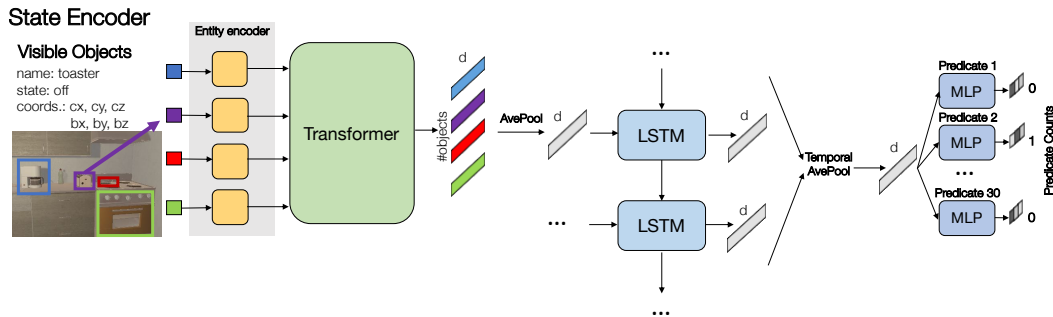 State Encoder
Visible Objects
name: toaster
state: off
coords.: cx, cy, cz
bx, by, bz
Entity encoder
Transformer
d
#objects
AvePool
d
...
LSTM
d
...
LSTM
d
...
Temporal
AvePool
d
Predicate 1
MLP
0
Predicate 2
MLP
1
...
Predicate 30
MLP
0
Predicate Counts